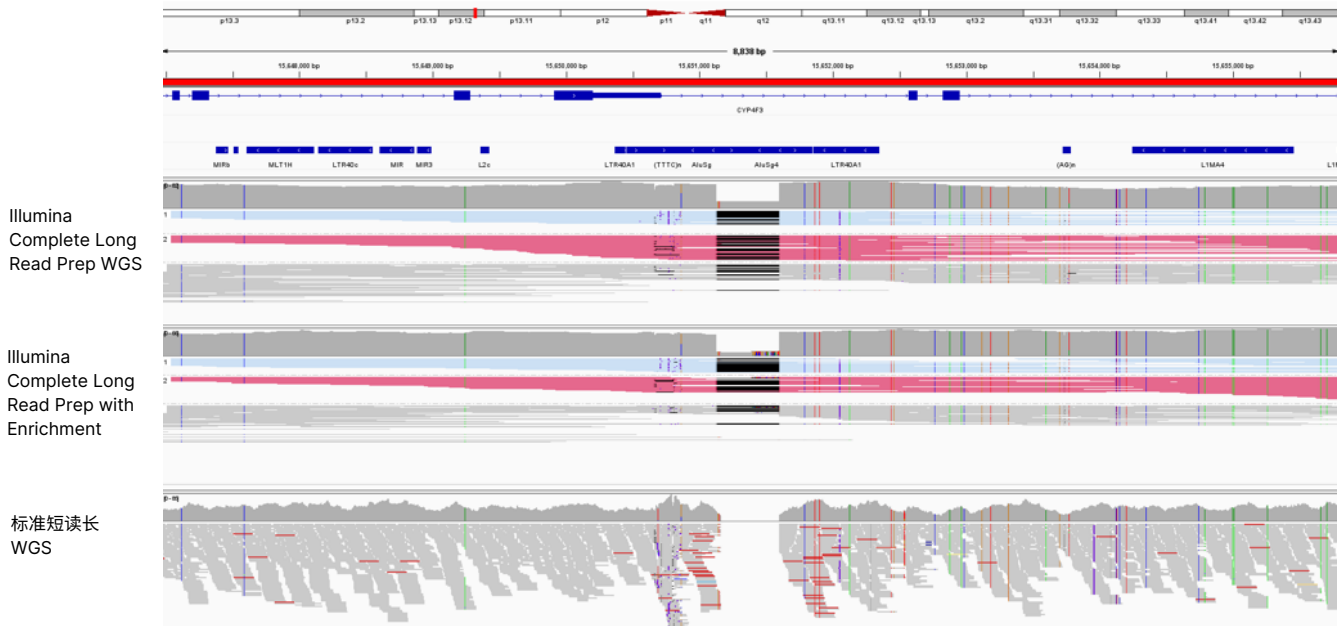 p13.3 p13.2 p13.13 p13.12 p13.11 p12 p11 q11 q12 q13.11 q13.12 q13.13 q13.2 q13.31 q13.32 q13.33 q13.41 q13.42 q13.43
8,838 bp
15,648,000 bp 15,649,000 bp 15,650,000 bp 15,651,000 bp 15,652,000 bp 15,653,000 bp 15,654,000 bp 15,655,000 bp
CYP4F3
MIRb MLT1H LTR40c MIR MIR3 L2c LTR40A1 (TTTC)n AluSg AluSg4 LTR40A1 (AG)n L1MA4
Illumina
Complete Long
Read Prep WGS
1
2
Illumina
Complete Long
Read Prep with
Enrichment
1
2
标准短读长
WGS